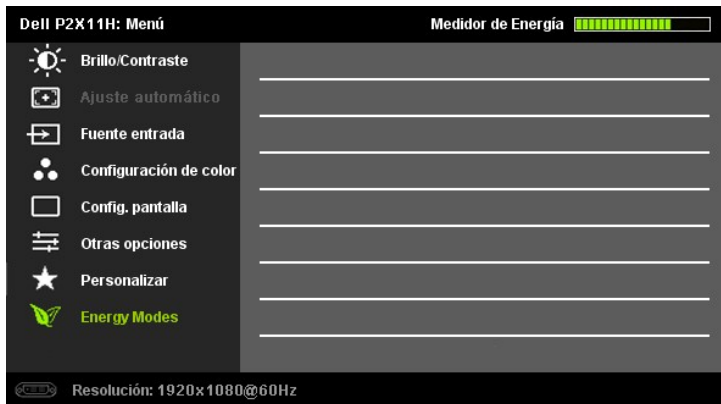 Dell P2X11H: Menú
Medidor de Energía
Brillo/Contraste
Ajuste automático
Fuente entrada
Configuración de color
Config. pantalla
Otras opciones
Personalizar
Energy Modes
Resolución: 1920x1080@60Hz